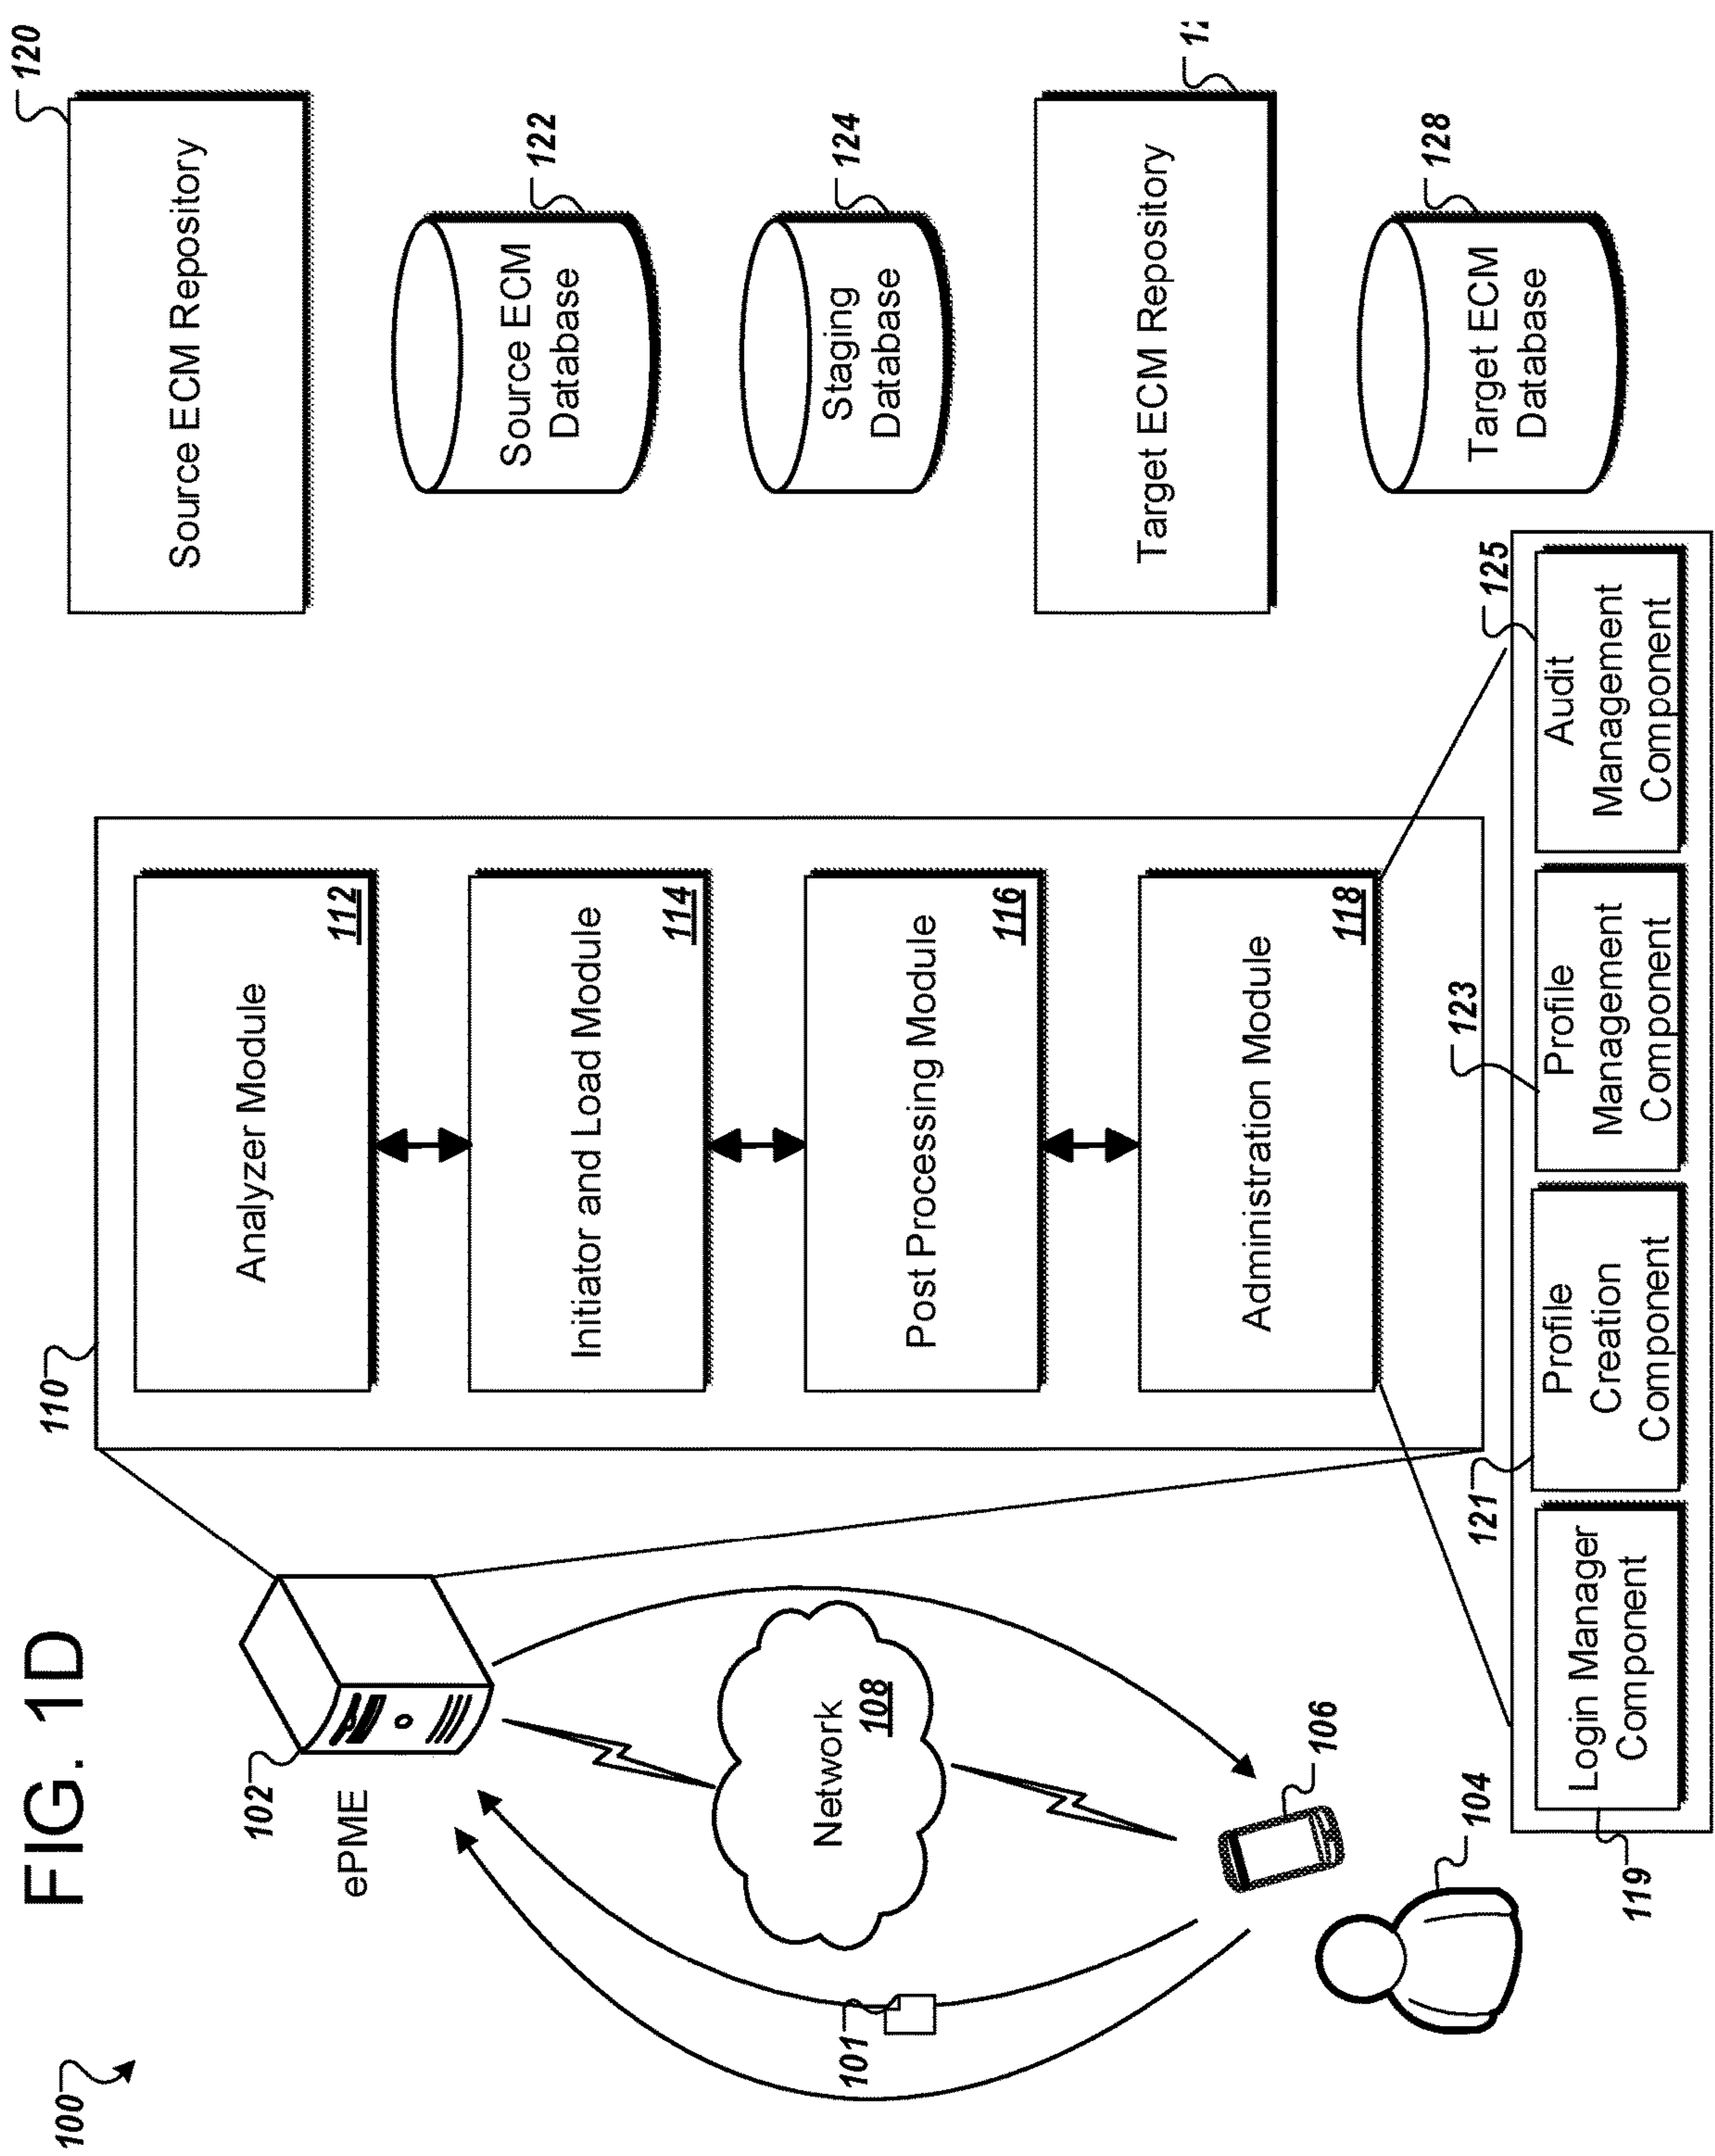 FIG. 1D
100
102
ePME
110
Analyzer Module
112
Initiator and Load Module
114
Post Processing Module
116
Administration Module
118
120
Source ECM Repository
Source ECM
Database
122
Staging
Database
124
Target ECM Repository
Target ECM
Database
128
Network
108
101
106
104
119
Login Manager
Component
121
Profile
Creation
Component
123
Profile
Management
Component
125
Audit
Management
Component